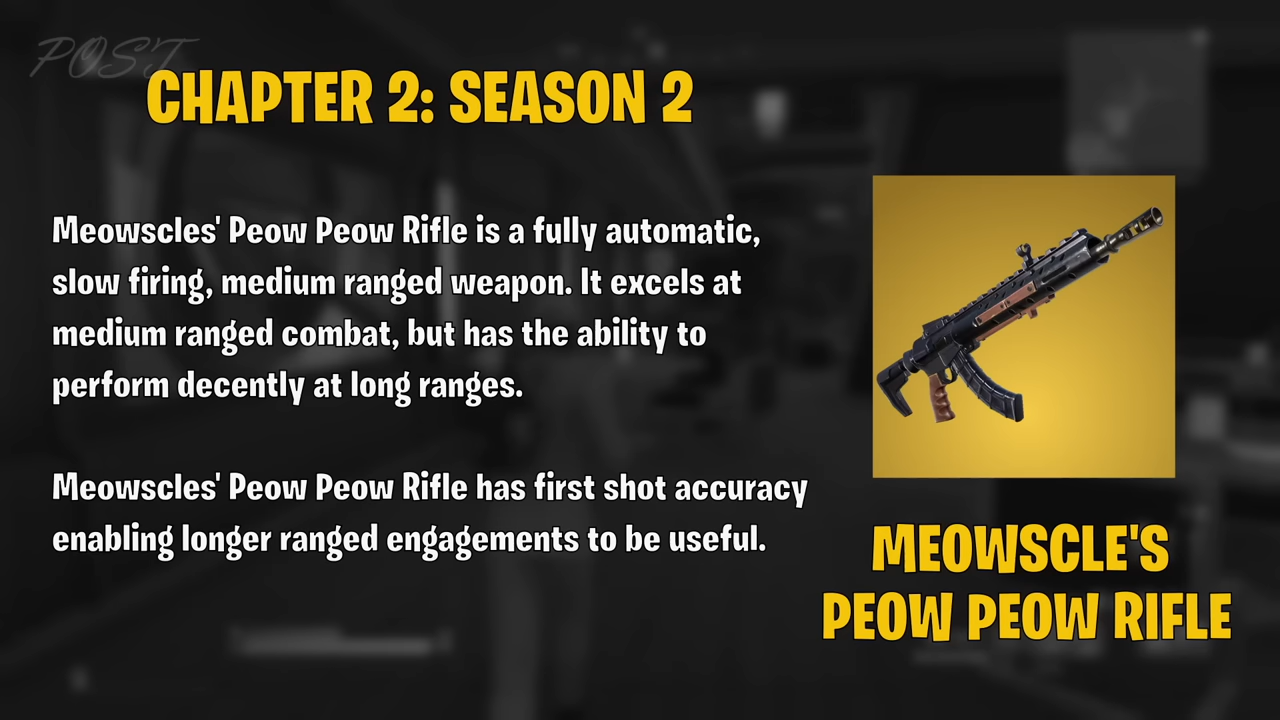 POST
CHAPTER 2: SEASON 2
Meowscles' Peow Peow Rifle is a fully automatic,
slow firing, medium ranged weapon. It excels at
medium ranged combat, but has the ability to
perform decently at long ranges.
Meowscles' Peow Peow Rifle has first shot accuracy
enabling longer ranged engagements to be useful.
MEOWSCLE'S
PEOW PEOW RIFLE